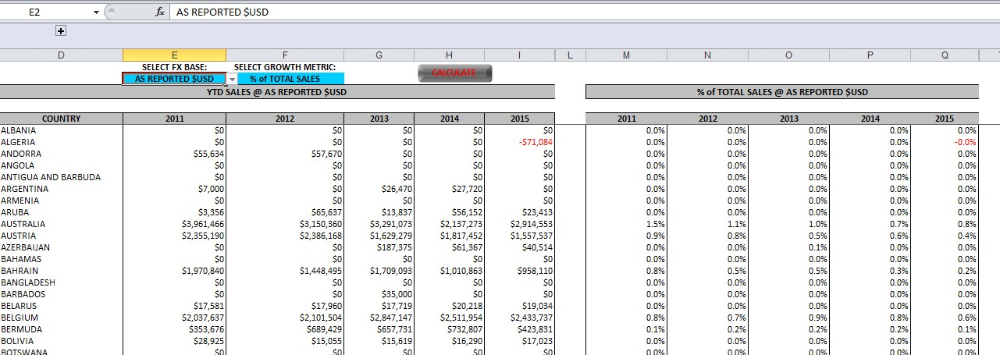 E2 fx AS REPORTED $USD
+
D E F G H I L M N O P Q
SELECT FX BASE: SELECT GROWTH METRIC:
AS REPORTED $USD % of TOTAL SALES CALCULATE
YTD SALES @ AS REPORTED $USD % of TOTAL SALES @ AS REPORTED $USD
COUNTRY 2011 2012 2013 2014 2015 2011 2012 2013 2014 2015
ALBANIA $0 $0 $0 $0 $0 0.0% 0.0% 0.0% 0.0% 0.0%
ALGERIA $0 $0 $0 $0 -$71,084 0.0% 0.0% 0.0% 0.0% -0.0%
ANDORRA $55,634 $57,670 $0 $0 $0 0.0% 0.0% 0.0% 0.0% 0.0%
ANGOLA $0 $0 $0 $0 $0 0.0% 0.0% 0.0% 0.0% 0.0%
ANTIGUA AND BARBUDA $0 $0 $0 $0 $0 0.0% 0.0% 0.0% 0.0% 0.0%
ARGENTINA $7,000 $0 $26,470 $27,720 $0 0.0% 0.0% 0.0% 0.0% 0.0%
ARMENIA $0 $0 $0 $0 $0 0.0% 0.0% 0.0% 0.0% 0.0%
ARUBA $3,356 $65,637 $13,837 $56,152 $23,413 0.0% 0.0% 0.0% 0.0% 0.0%
AUSTRALIA $3,961,466 $3,150,360 $3,291,073 $2,137,273 $2,914,553 1.5% 1.1% 1.0% 0.7% 0.8%
AUSTRIA $2,355,190 $2,386,168 $1,629,279 $1,817,452 $1,557,537 0.9% 0.8% 0.5% 0.6% 0.4%
AZERBAIJAN $0 $0 $187,375 $61,367 $40,514 0.0% 0.0% 0.1% 0.0% 0.0%
BAHAMAS $0 $0 $0 $0 $0 0.0% 0.0% 0.0% 0.0% 0.0%
BAHRAIN $1,970,840 $1,448,495 $1,709,093 $1,010,863 $958,110 0.8% 0.5% 0.5% 0.3% 0.2%
BANGLADESH $0 $0 $0 $0 $0 0.0% 0.0% 0.0% 0.0% 0.0%
BARBADOS $0 $0 $35,000 $0 $0 0.0% 0.0% 0.0% 0.0% 0.0%
BELARUS $17,581 $17,960 $17,719 $20,218 $19,034 0.0% 0.0% 0.0% 0.0% 0.0%
BELGIUM $2,037,637 $2,101,504 $2,847,147 $2,511,954 $2,433,737 0.8% 0.7% 0.9% 0.8% 0.6%
BERMUDA $353,676 $689,429 $657,731 $732,807 $423,831 0.1% 0.2% 0.2% 0.2% 0.1%
BOLIVIA $28,925 $15,055 $15,619 $16,290 $17,023 0.0% 0.0% 0.0% 0.0% 0.0%
BOTSWANA $0 $0 $0 $0 $0 0.0% 0.0% 0.0% 0.0% 0.0%